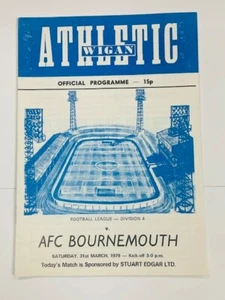 ATHLETIC
WIGAN
OFFICIAL PROGRAMME — 15p
FOOTBALL LEAGUE — DIVISION 4
v.
AFC BOURNEMOUTH
SATURDAY, 31st MARCH, 1979 — Kick-off 3-0 p.m.
Today's Match is Sponsored by STUART EDGAR LTD.